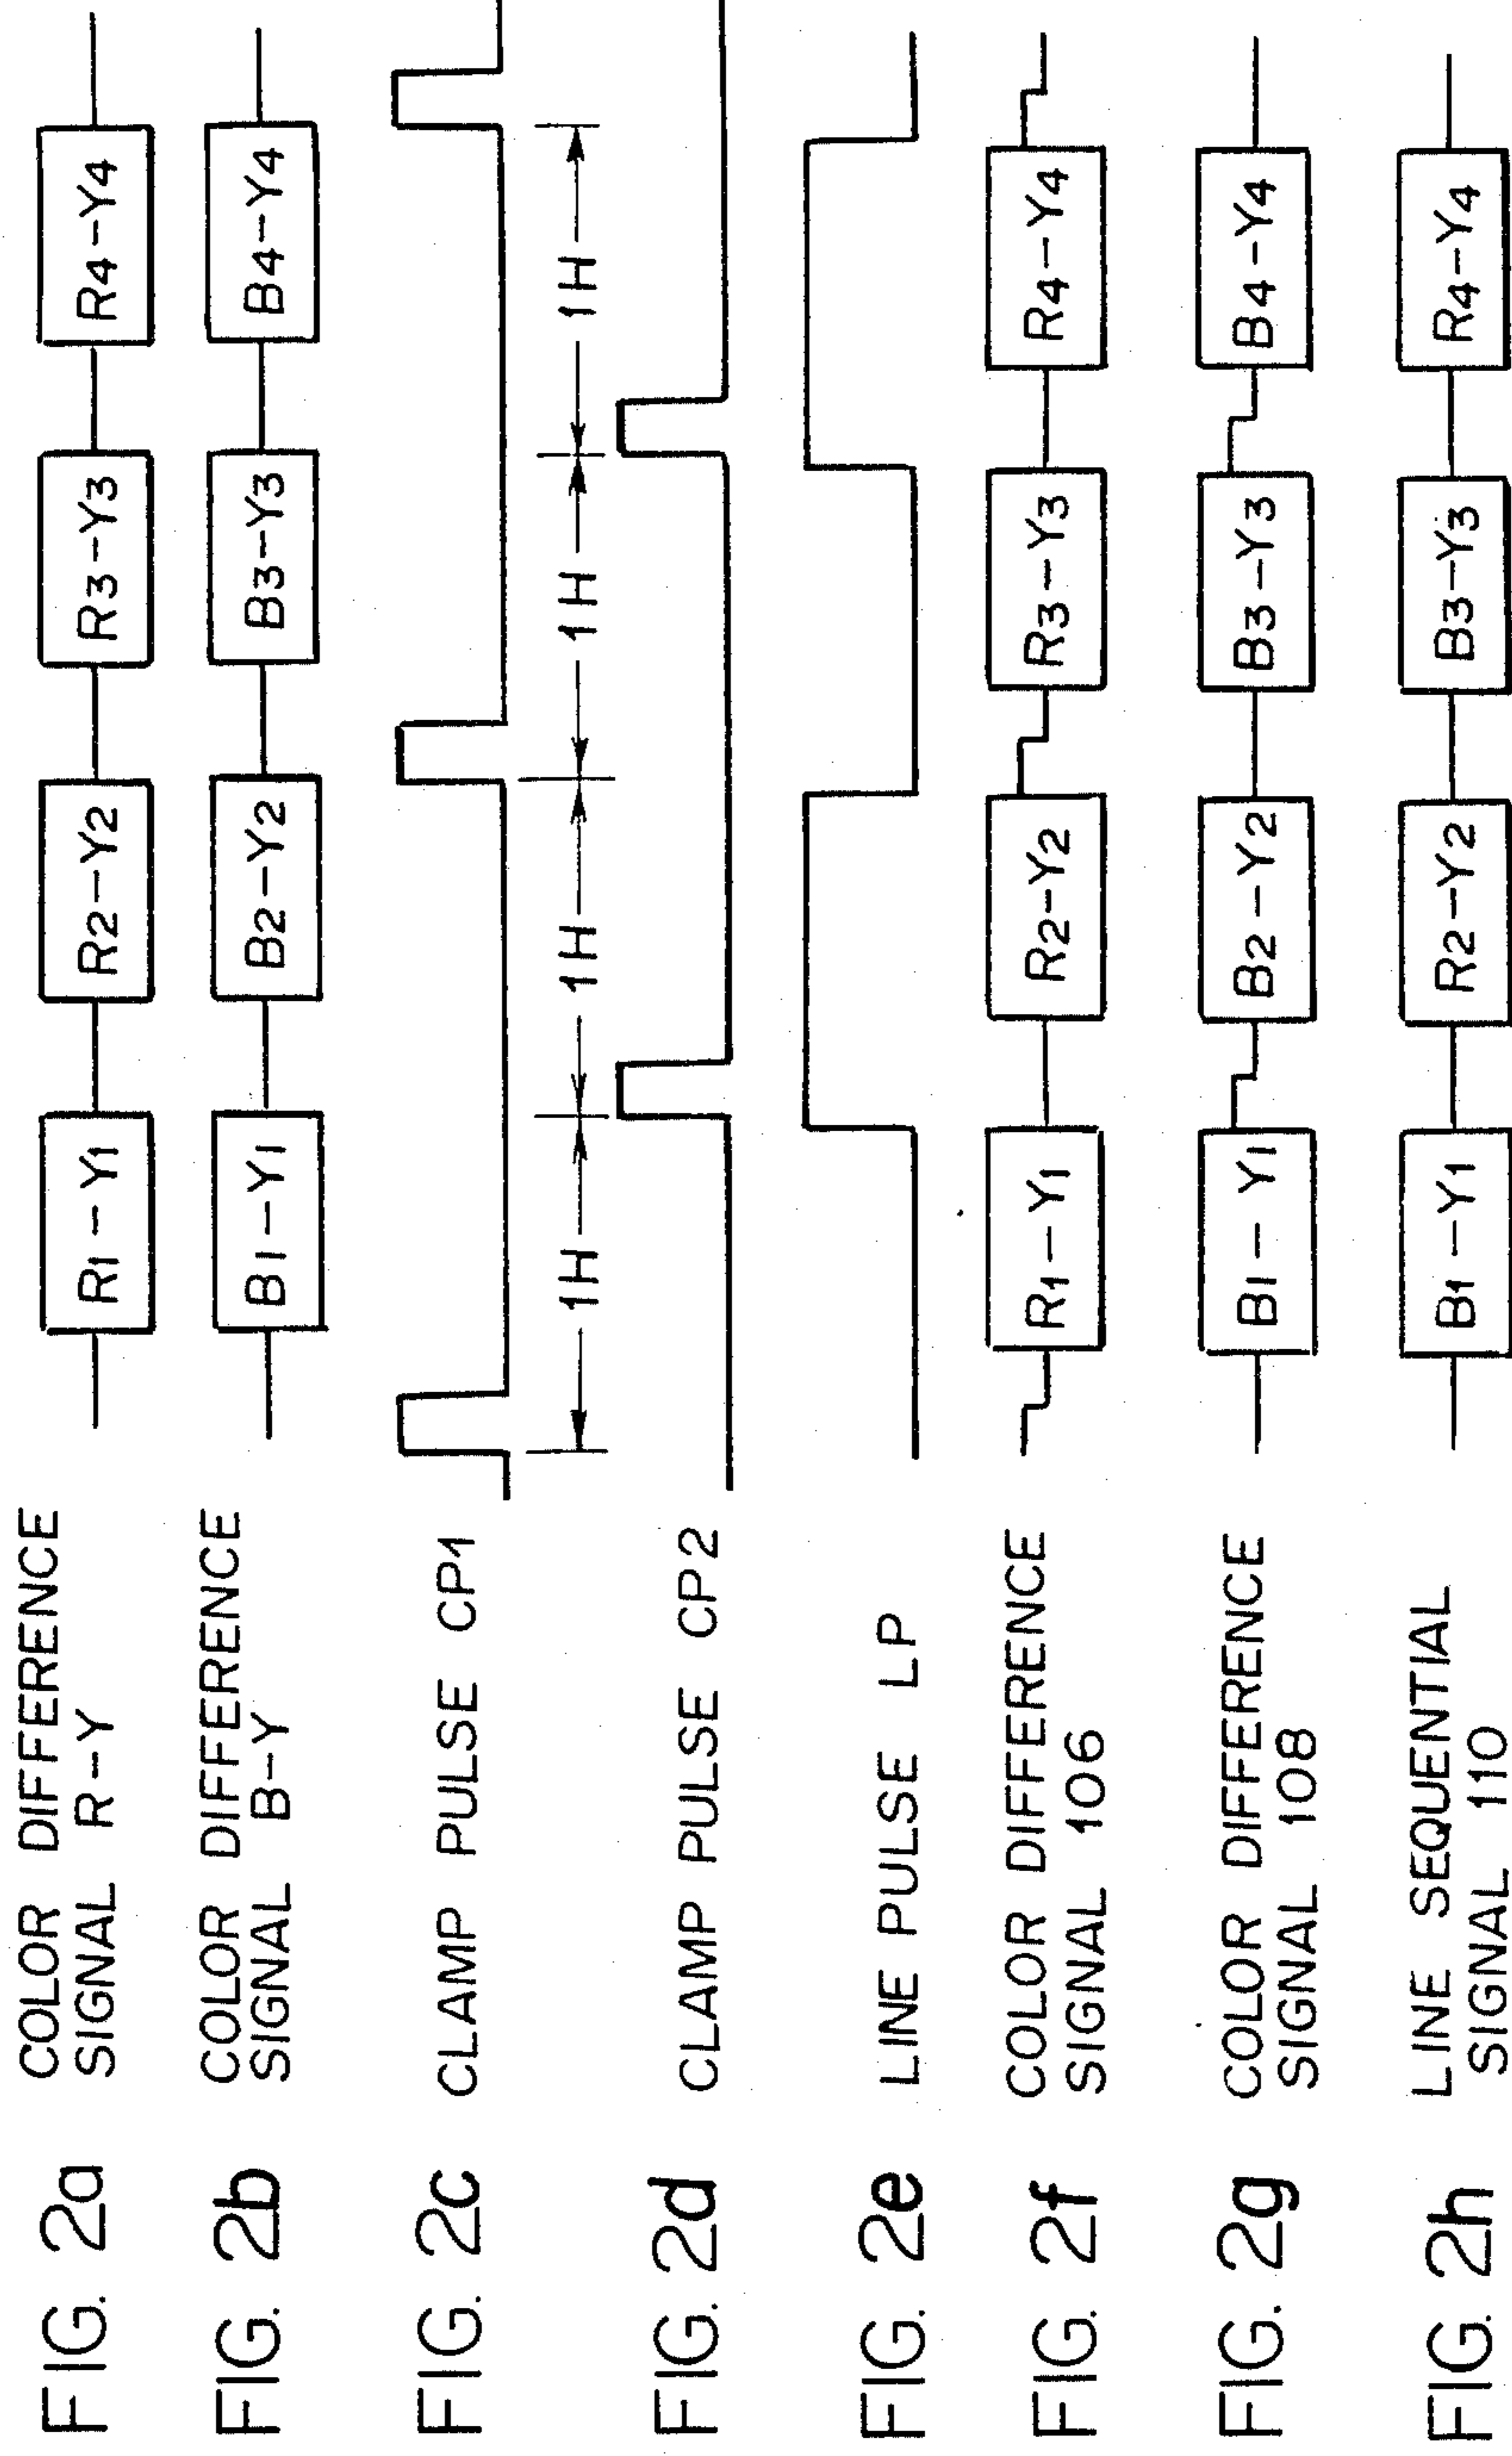 FIG. 2a COLOR DIFFERENCE
SIGNAL R-Y
R1-Y1 R2-Y2 R3-Y3 R4-Y4
FIG. 2b COLOR DIFFERENCE
SIGNAL B-Y
B1-Y1 B2-Y2 B3-Y3 B4-Y4
FIG. 2c CLAMP PULSE CP1
1H 1H 1H 1H
FIG. 2d CLAMP PULSE CP2
FIG. 2e LINE PULSE LP
FIG. 2f COLOR DIFFERENCE
SIGNAL 106
R1-Y1 R2-Y2 R3-Y3 R4-Y4
FIG. 2g COLOR DIFFERENCE
SIGNAL 108
B1-Y1 B2-Y2 B3-Y3 B4-Y4
FIG. 2h LINE SEQUENTIAL
SIGNAL 110
B1-Y1 R2-Y2 B3-Y3 R4-Y4